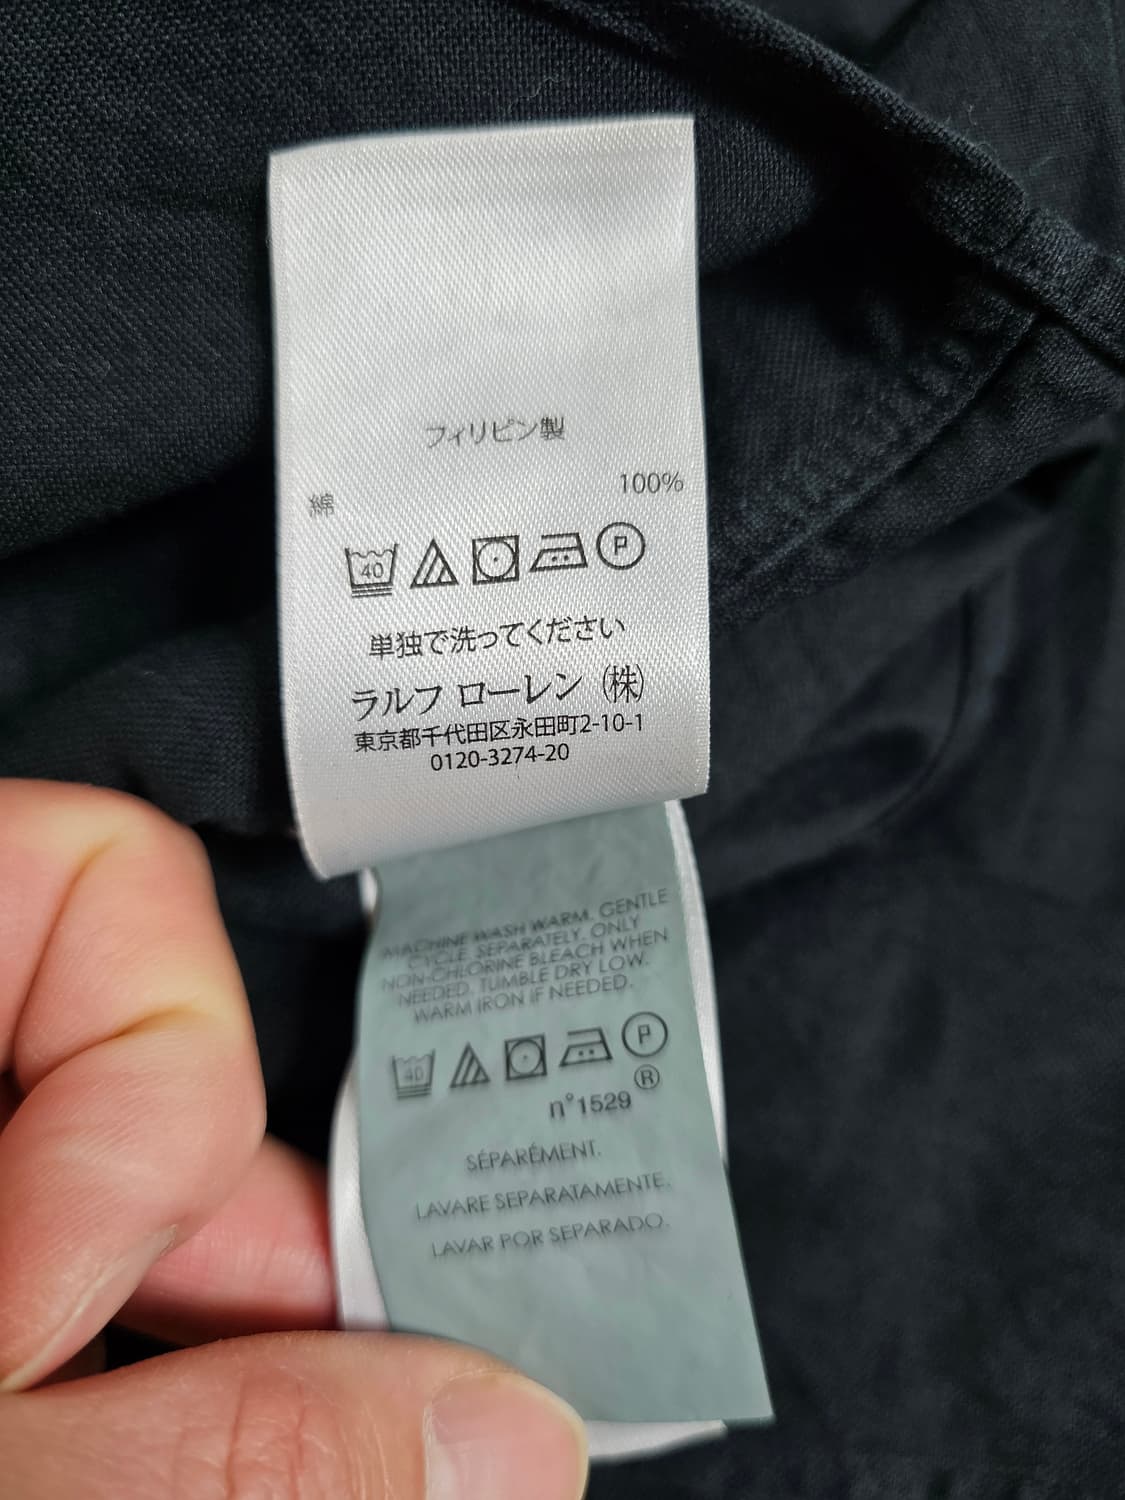 フィリピン製
綿 100%
40 P
単独で洗ってください
ラルフ ローレン (株)
東京都千代田区永田町2-10-1
0120-3274-20
MACHINE WASH WARM. GENTLE
CYCLE SEPARATELY. ONLY
NON-CHLORINE BLEACH WHEN
NEEDED. TUMBLE DRY LOW.
WARM IRON IF NEEDED.
40 P
®
n°1529
SÉPARÉMENT.
LAVARE SEPARATAMENTE.
LAVAR POR SEPARADO.